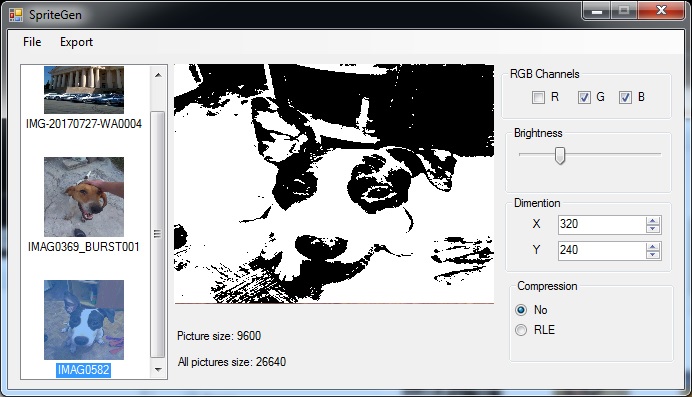 SpriteGen
File Export
IMG-20170727-WA0004
IMAG0369_BURST001
IMAG0582
Picture size: 9600
All pictures size: 26640
RGB Channels
R G B
Brightness
Dimention
X 320
Y 240
Compression
No
RLE